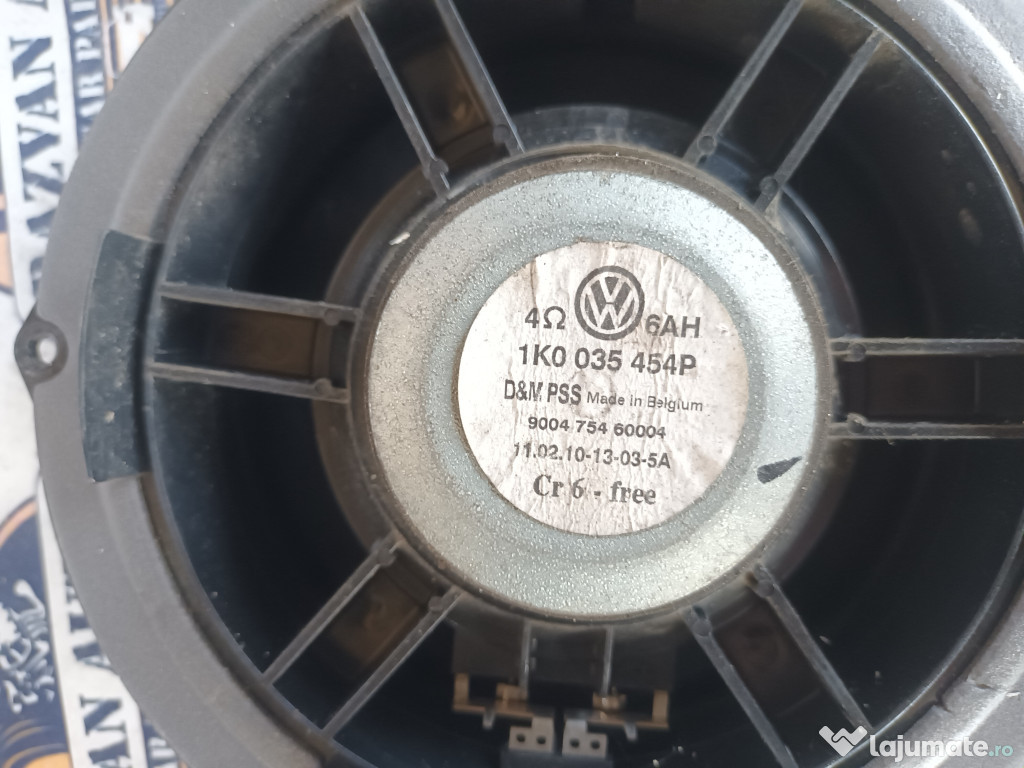 4Ω 6AH
1K0 035 454P
D&M PSS Made in Belgium
9004 754 60004
11.02.10-13-03-5A
Cr 6 - free
lajumate.ro